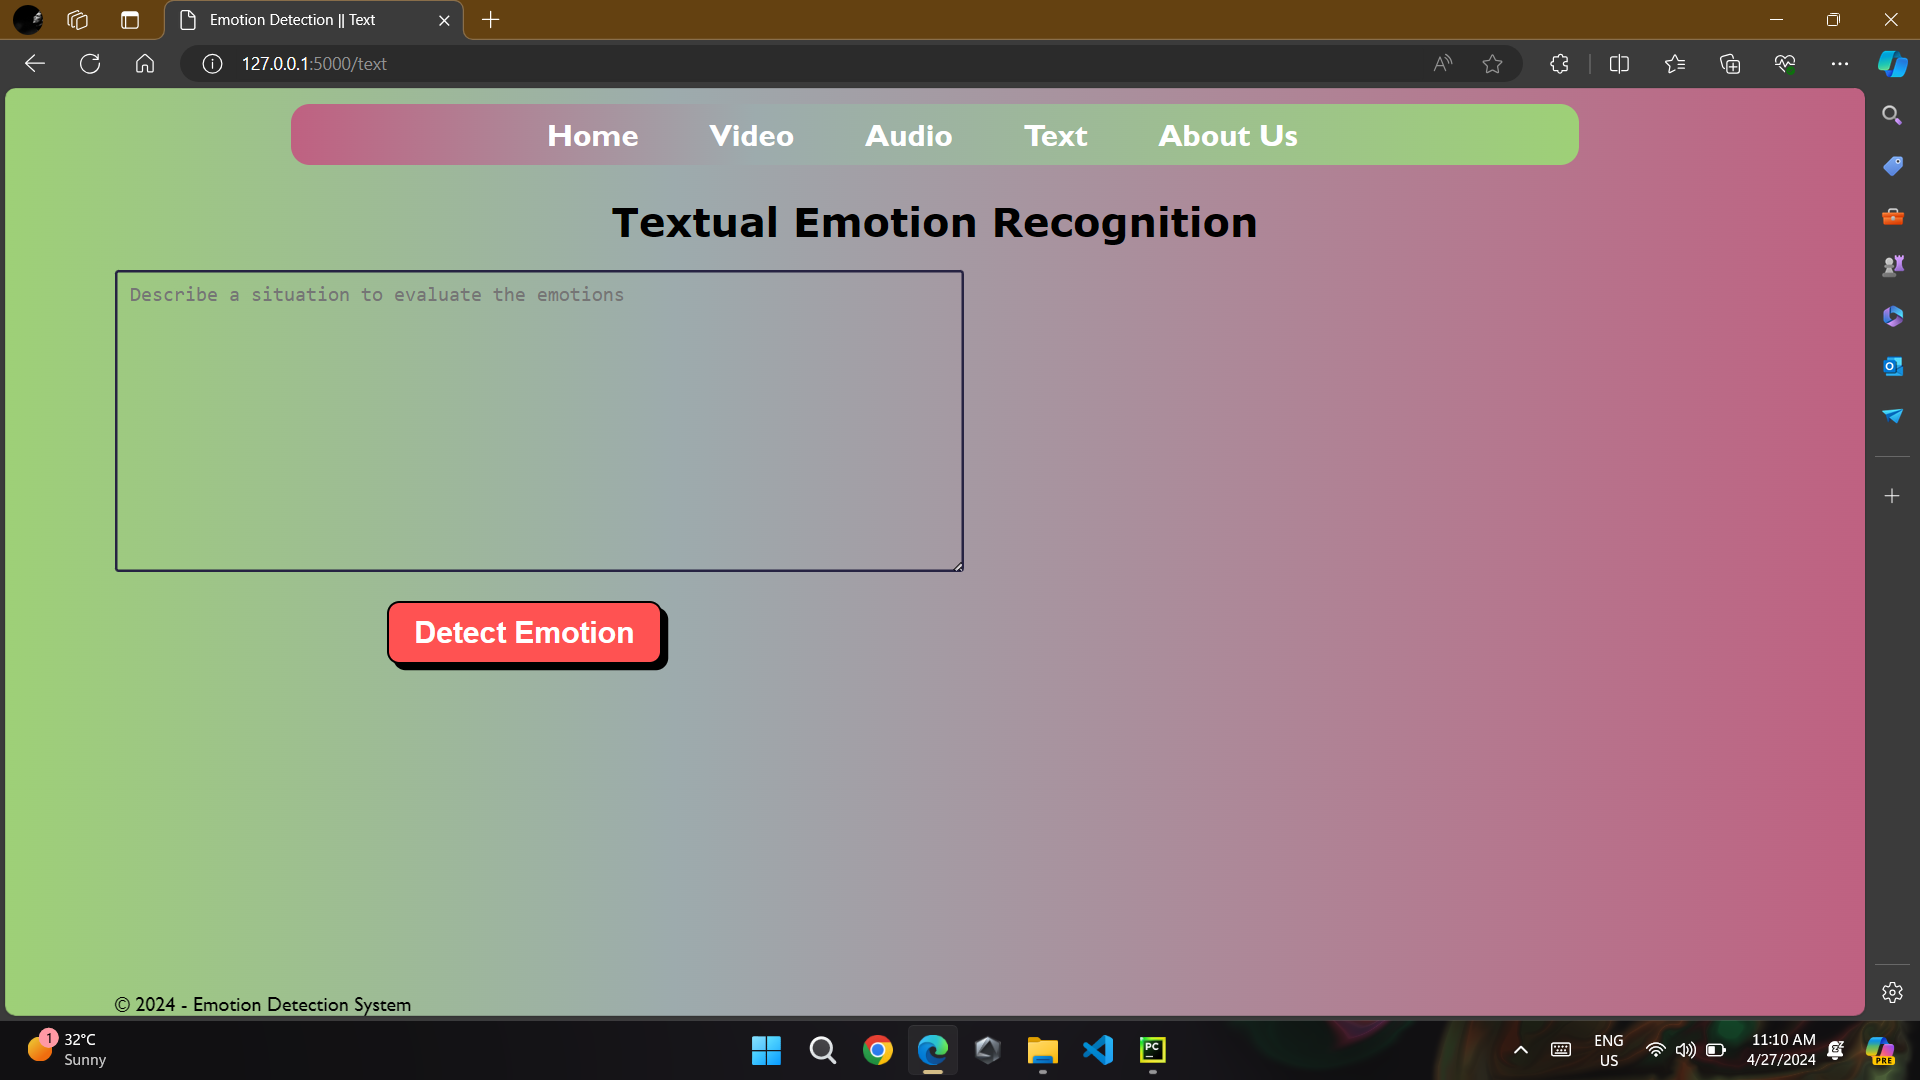 Emotion Detection || Text
127.0.0.1:5000/text
Home Video Audio Text About Us
Textual Emotion Recognition
Describe a situation to evaluate the emotions
Detect Emotion
© 2024 - Emotion Detection System
1
32°C
Sunny
PC
ENG
US
11:10 AM
4/27/2024
PRE